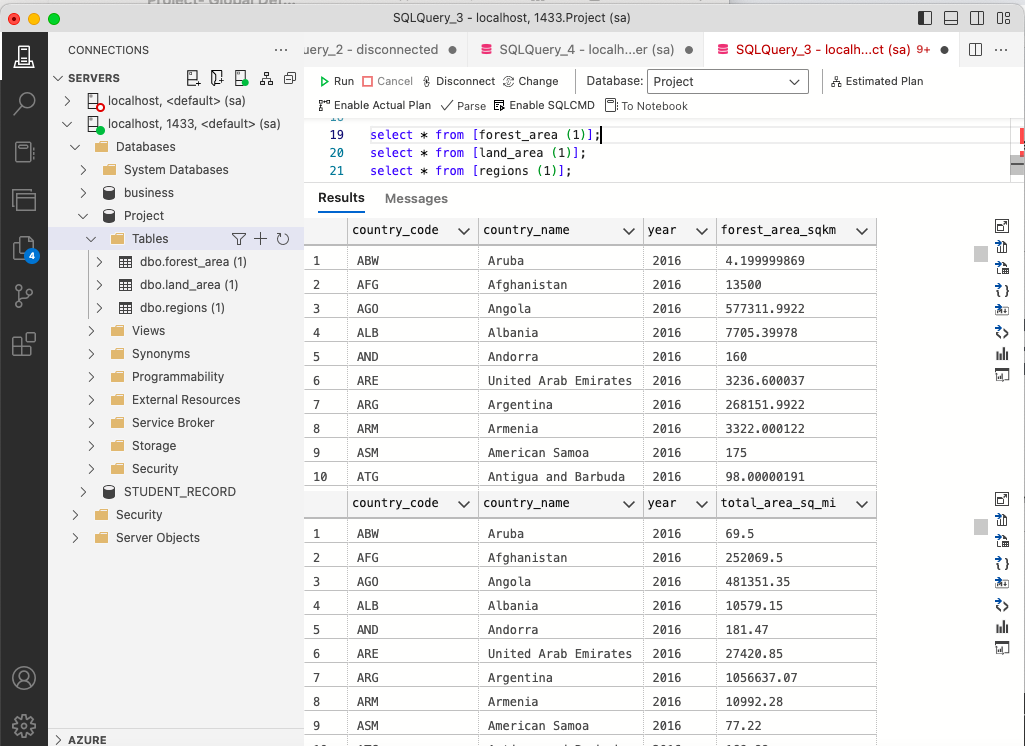 SQLQuery_3 - localhost, 1433.Project (sa)
CONNECTIONS
uery_2 - disconnected
SQLQuery_4 - localh...er (sa)
SQLQuery_3 - localh...ct (sa) 9+
SERVERS
localhost, <default> (sa)
localhost, 1433, <default> (sa)
Databases
System Databases
business
Project
Tables
dbo.forest_area (1)
dbo.land_area (1)
dbo.regions (1)
Views
Synonyms
Programmability
External Resources
Service Broker
Storage
Security
STUDENT_RECORD
Security
Server Objects
AZURE
4
Run Cancel Disconnect Change Database: Project Estimated Plan
Enable Actual Plan Parse Enable SQLCMD To Notebook
18
19 select * from [forest_area (1)];
20 select * from [land_area (1)];
21 select * from [regions (1)];
Results Messages
country_code country_name year forest_area_sqkm
1 ABW Aruba 2016 4.199999869
2 AFG Afghanistan 2016 13500
3 AGO Angola 2016 577311.9922
4 ALB Albania 2016 7705.39978
5 AND Andorra 2016 160
6 ARE United Arab Emirates 2016 3236.600037
7 ARG Argentina 2016 268151.9922
8 ARM Armenia 2016 3322.000122
9 ASM American Samoa 2016 175
10 ATG Antigua and Barbuda 2016 98.00000191
country_code country_name year total_area_sq_mi
1 ABW Aruba 2016 69.5
2 AFG Afghanistan 2016 252069.5
3 AGO Angola 2016 481351.35
4 ALB Albania 2016 10579.15
5 AND Andorra 2016 181.47
6 ARE United Arab Emirates 2016 27420.85
7 ARG Argentina 2016 1056637.07
8 ARM Armenia 2016 10992.28
9 ASM American Samoa 2016 77.22